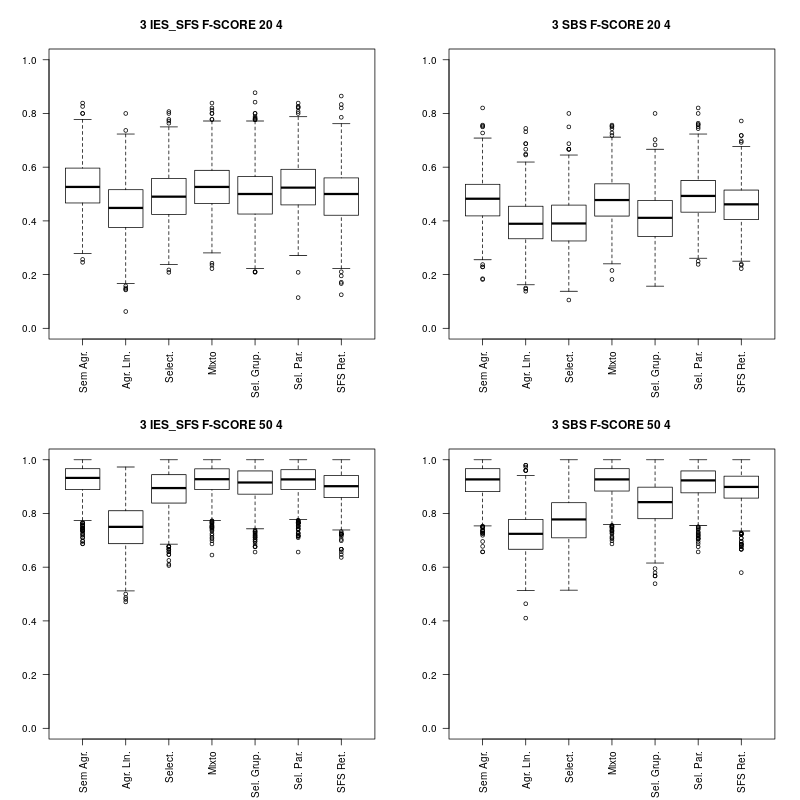 3 IES_SFS F-SCORE 20 4
1.0
0.8
0.6
0.4
0.2
0.0
Sem Agr.
Agr. Lin.
Select.
Mixto
Sel. Grup.
Sel. Par.
SFS Ret.
3 SBS F-SCORE 20 4
1.0
0.8
0.6
0.4
0.2
0.0
Sem Agr.
Agr. Lin.
Select.
Mixto
Sel. Grup.
Sel. Par.
SFS Ret.
3 IES_SFS F-SCORE 50 4
1.0
0.8
0.6
0.4
0.2
0.0
Sem Agr.
Agr. Lin.
Select.
Mixto
Sel. Grup.
Sel. Par.
SFS Ret.
3 SBS F-SCORE 50 4
1.0
0.8
0.6
0.4
0.2
0.0
Sem Agr.
Agr. Lin.
Select.
Mixto
Sel. Grup.
Sel. Par.
SFS Ret.